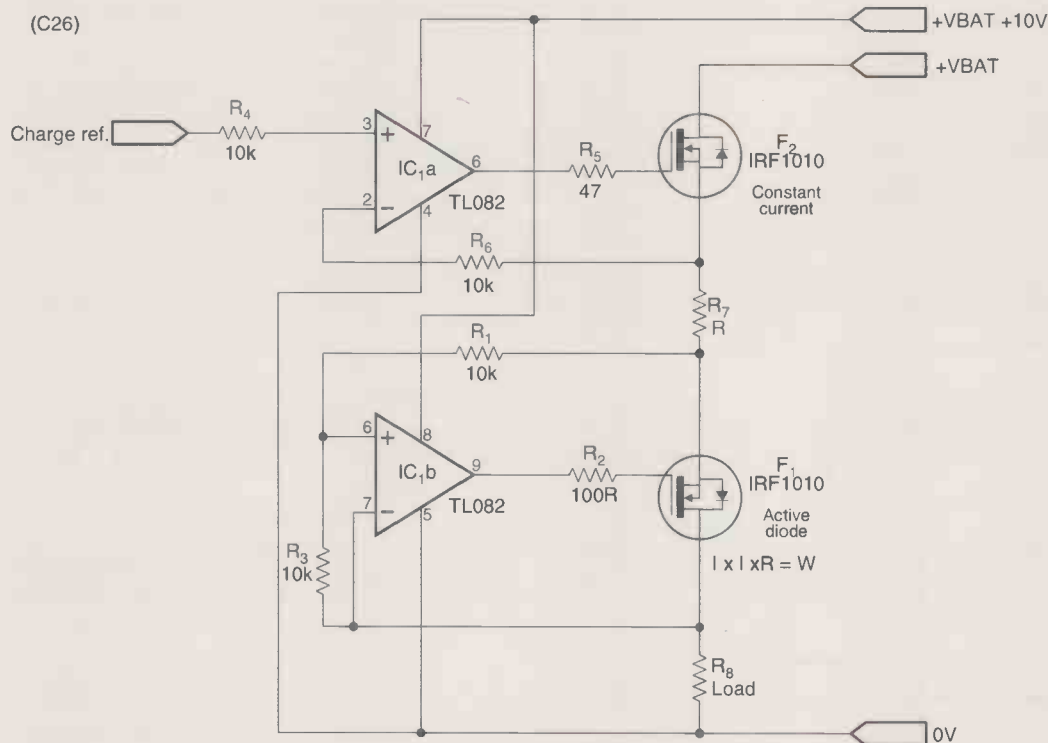 (C26)
+VBAT +10V
+VBAT
Charge ref.
R4
10k
3
+
7
IC1a
6
2
−
4
TL082
R5
47
F2
IRF1010
Constant
current
R6
10k
R7
R
R1
10k
6
+
8
IC1b
9
7
−
5
TL082
R2
100R
F1
IRF1010
Active
diode
I x I xR = W
R3
10k
R8
Load
0V